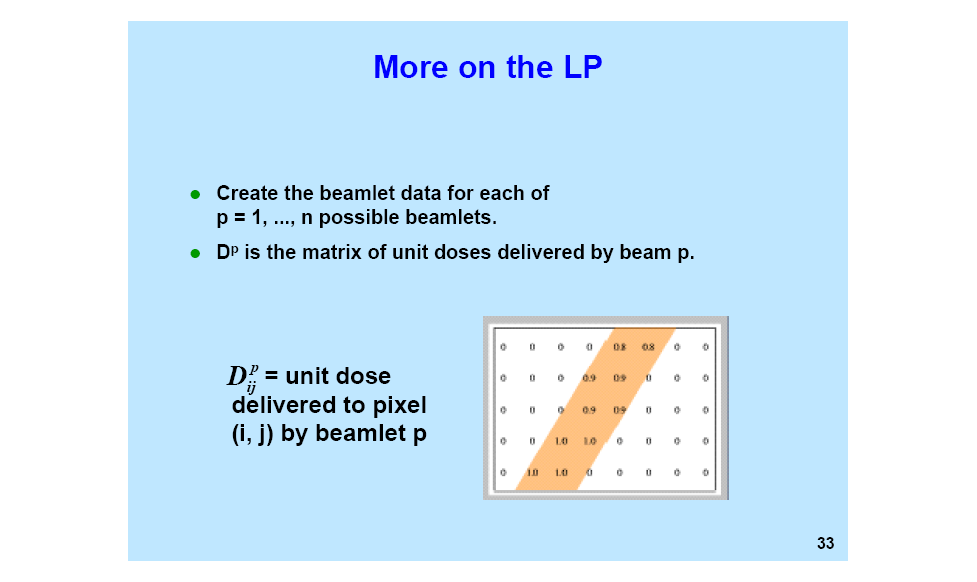 More on the LP
● Create the beamlet data for each of
p = 1, ..., n possible beamlets.
● Dᵖ is the matrix of unit doses delivered by beam p.
Dᵖᵢⱼ = unit dose
delivered to pixel
(i, j) by beamlet p
0 0 0 0 0.8 0.8 0 0
0 0 0 0.9 0.9 0 0 0
0 0 0 0.9 0.9 0 0 0
0 0 1.0 1.0 0 0 0 0
0 1.0 1.0 0 0 0 0 0
33